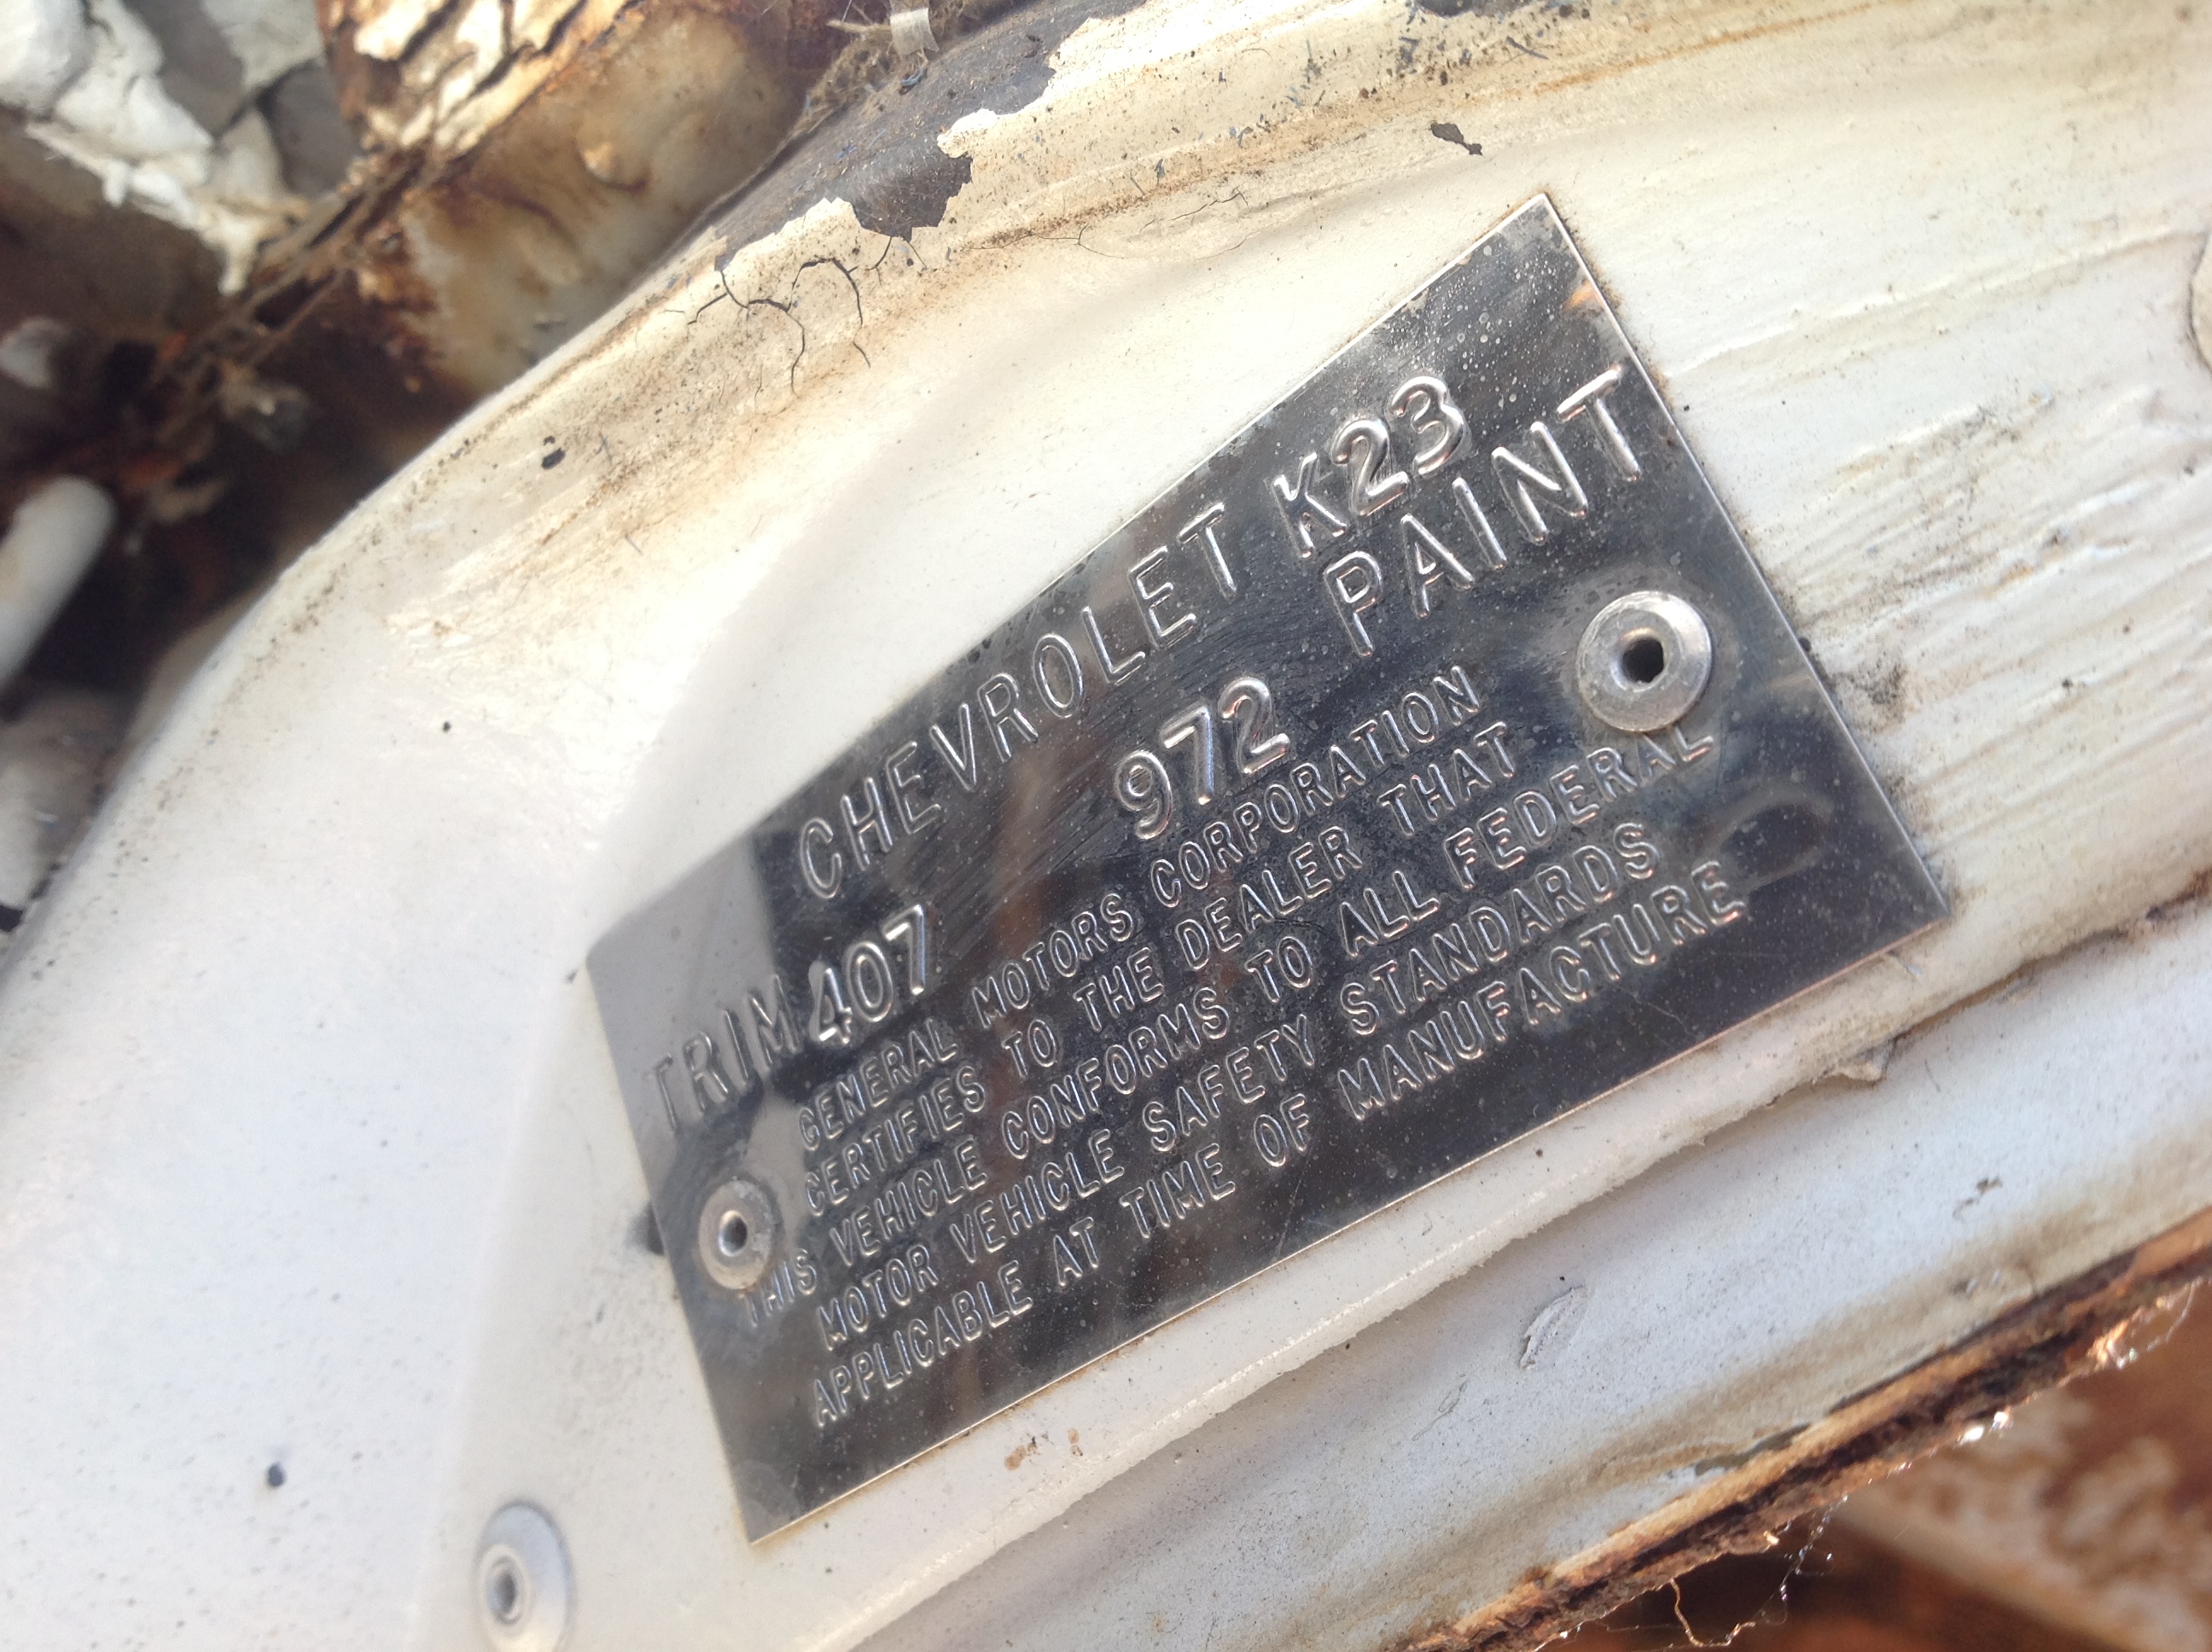 CHEVROLET K23
TRIM 407 972 PAINT
GENERAL MOTORS CORPORATION
CERTIFIES TO THE DEALER THAT
THIS VEHICLE CONFORMS TO ALL FEDERAL
MOTOR VEHICLE SAFETY STANDARDS
APPLICABLE AT TIME OF MANUFACTURE